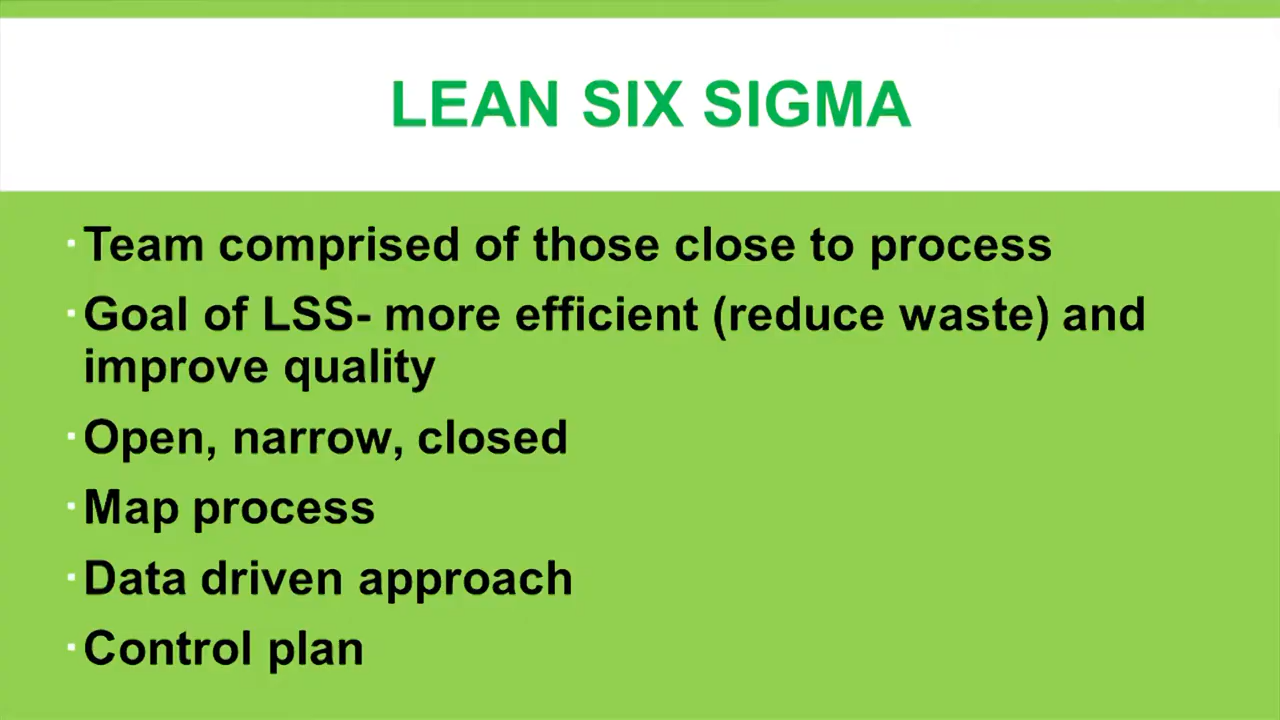 LEAN SIX SIGMA
Team comprised of those close to process
Goal of LSS- more efficient (reduce waste) and
improve quality
Open, narrow, closed
Map process
Data driven approach
Control plan